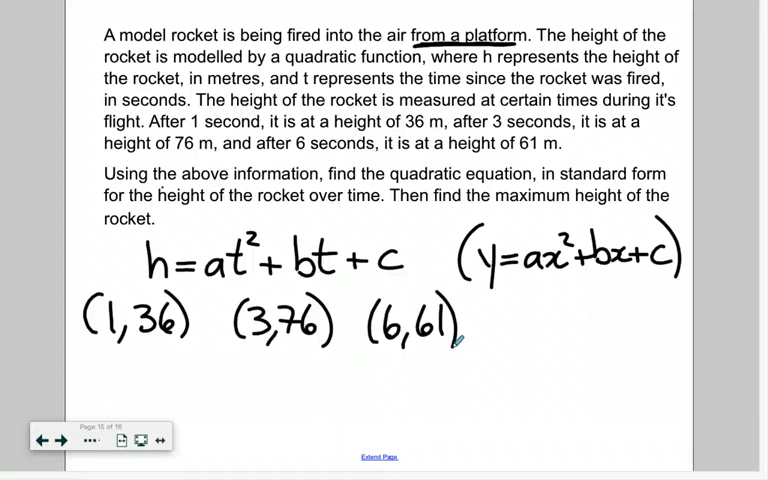 A model rocket is being fired into the air from a platform. The height of the
rocket is modelled by a quadratic function, where h represents the height of
the rocket, in metres, and t represents the time since the rocket was fired,
in seconds. The height of the rocket is measured at certain times during it's
flight. After 1 second, it is at a height of 36 m, after 3 seconds, it is at a
height of 76 m, and after 6 seconds, it is at a height of 61 m.
Using the above information, find the quadratic equation, in standard form
for the height of the rocket over time. Then find the maximum height of the
rocket.
h=at²+bt+c (y=ax²+bx+c)
(1,36) (3,76) (6,61)
Page 15 of 16
Extend Page